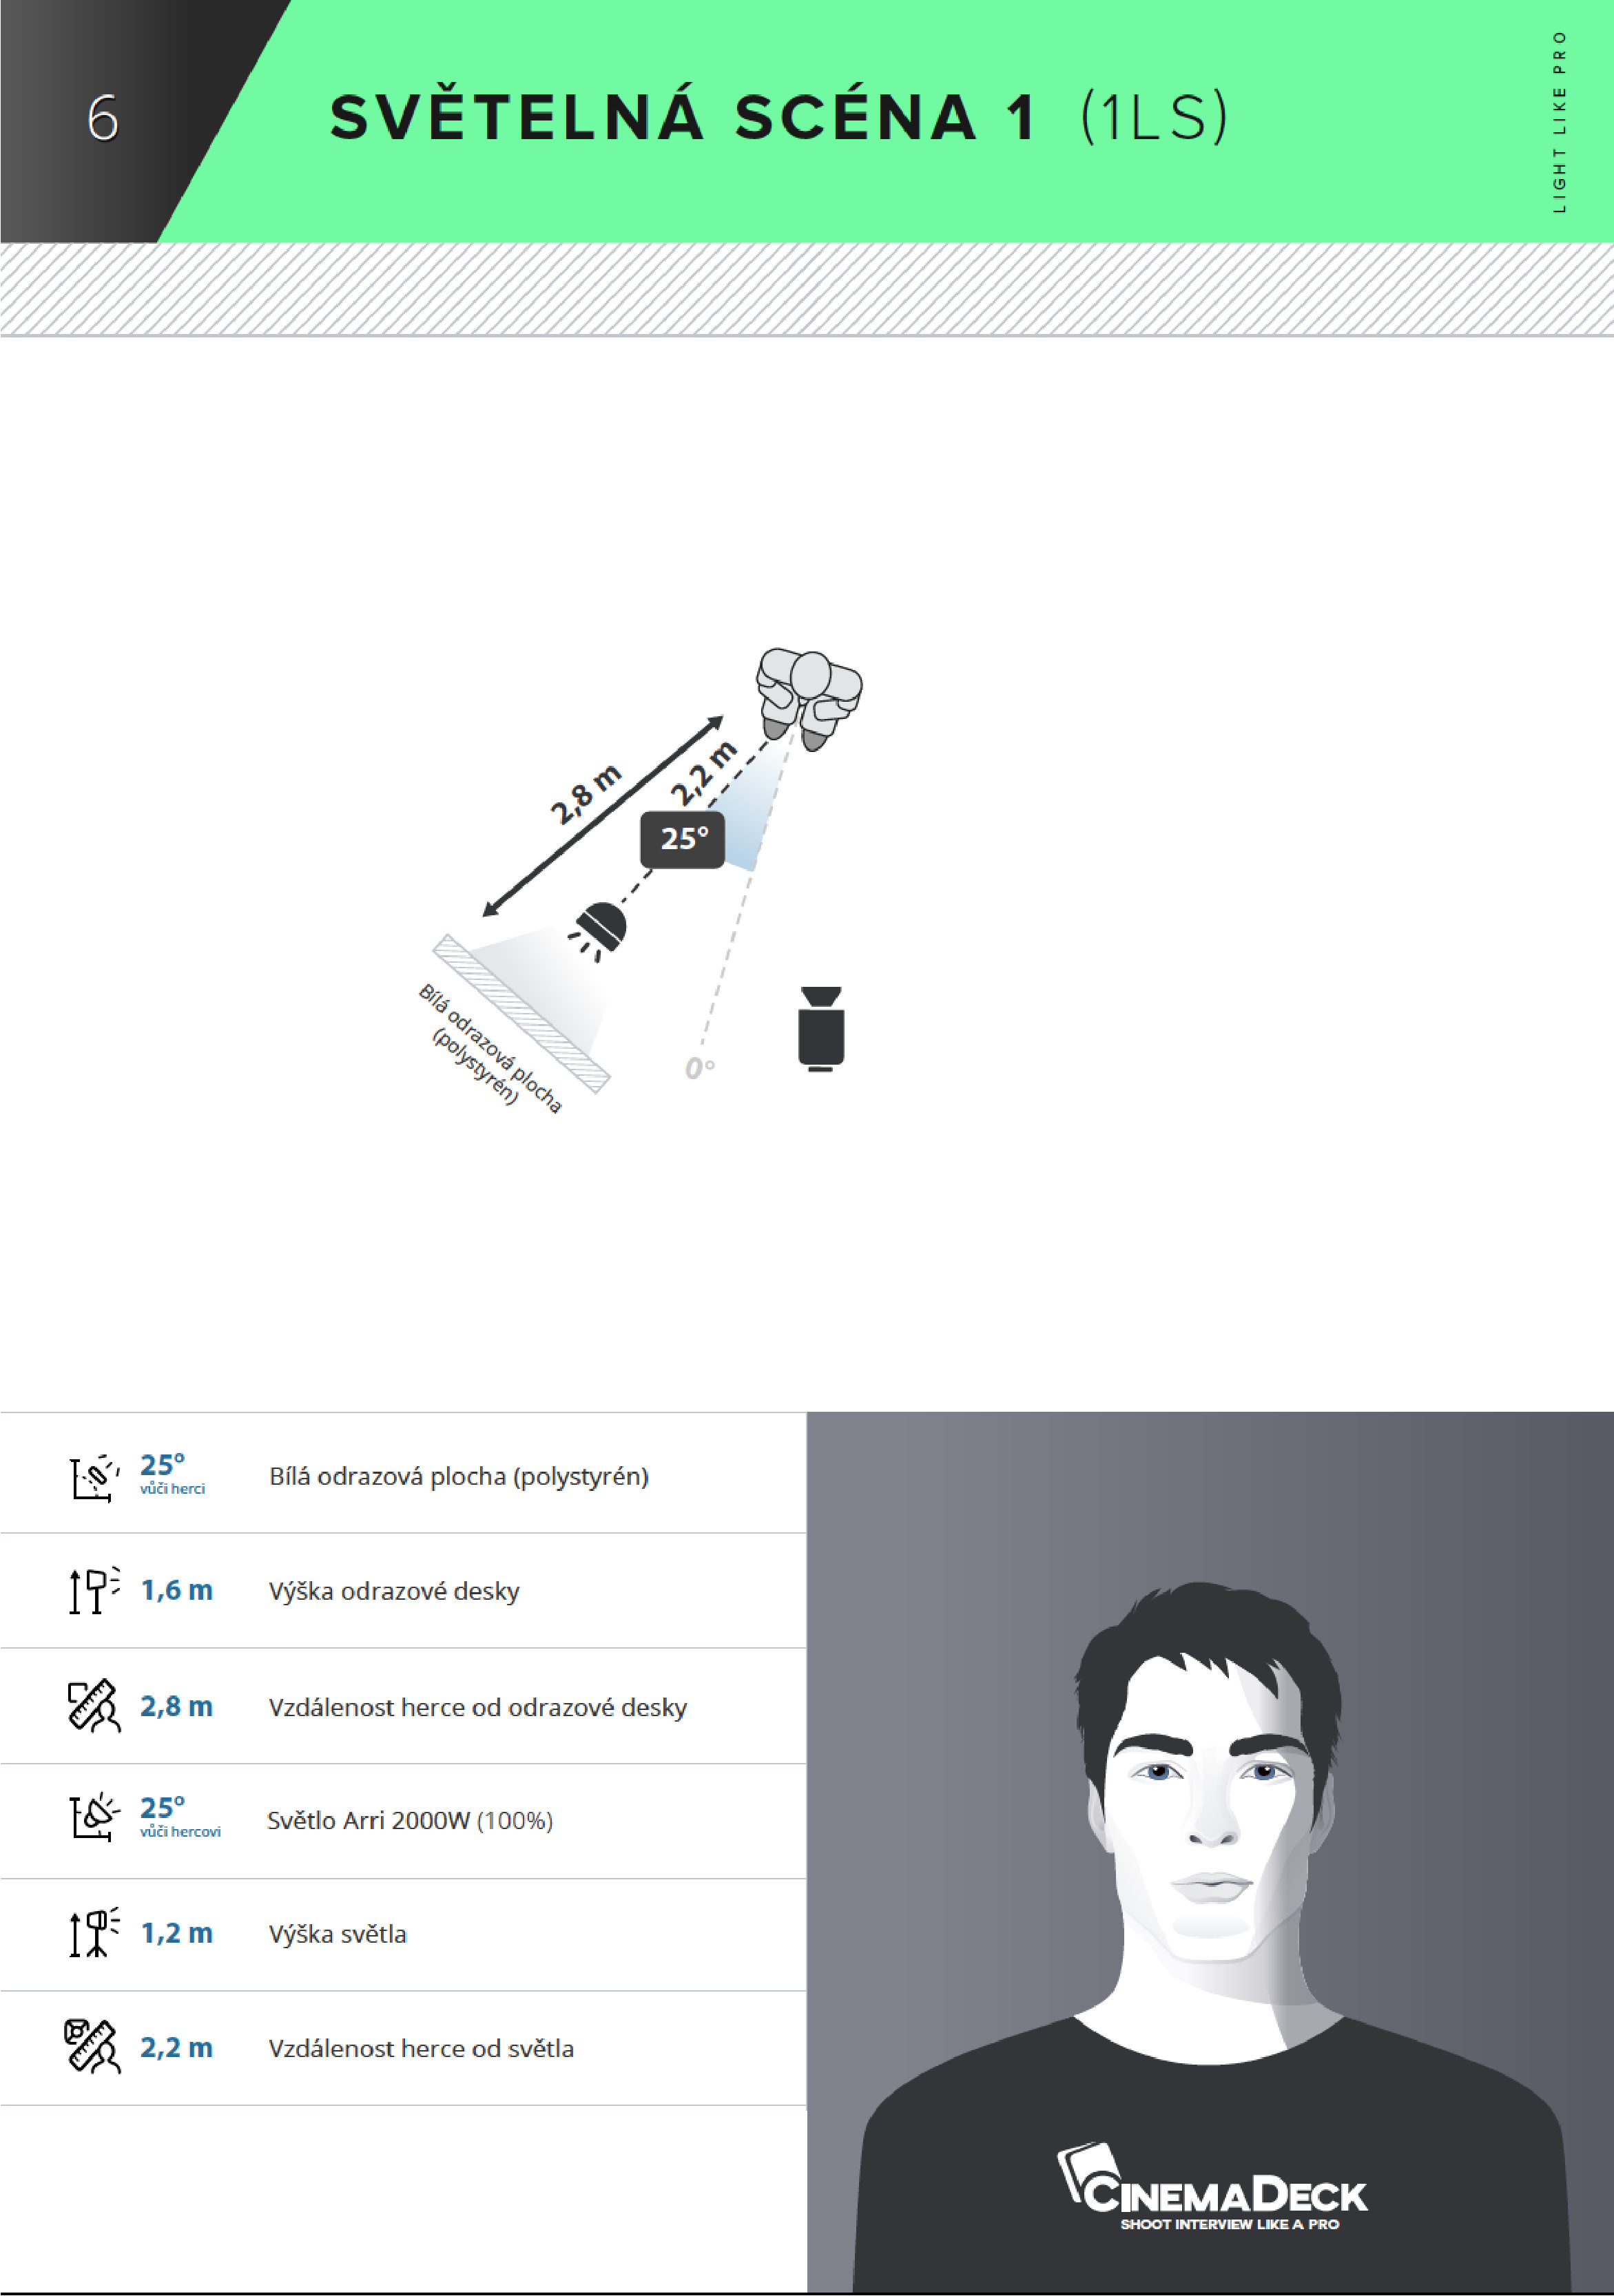 6
SVĚTELNÁ SCÉNA 1 (1LS)
LIGHT LIKE PRO
2,8 m
2,2 m
25°
Bílá odrazová plocha
(polystyrén)
0°
25°
vůči herci
Bílá odrazová plocha (polystyrén)
1,6 m
Výška odrazové desky
2,8 m
Vzdálenost herce od odrazové desky
25°
vůči hercovi
Světlo Arri 2000W (100%)
1,2 m
Výška světla
2,2 m
Vzdálenost herce od světla
CINEMADECK
SHOOT INTERVIEW LIKE A PRO